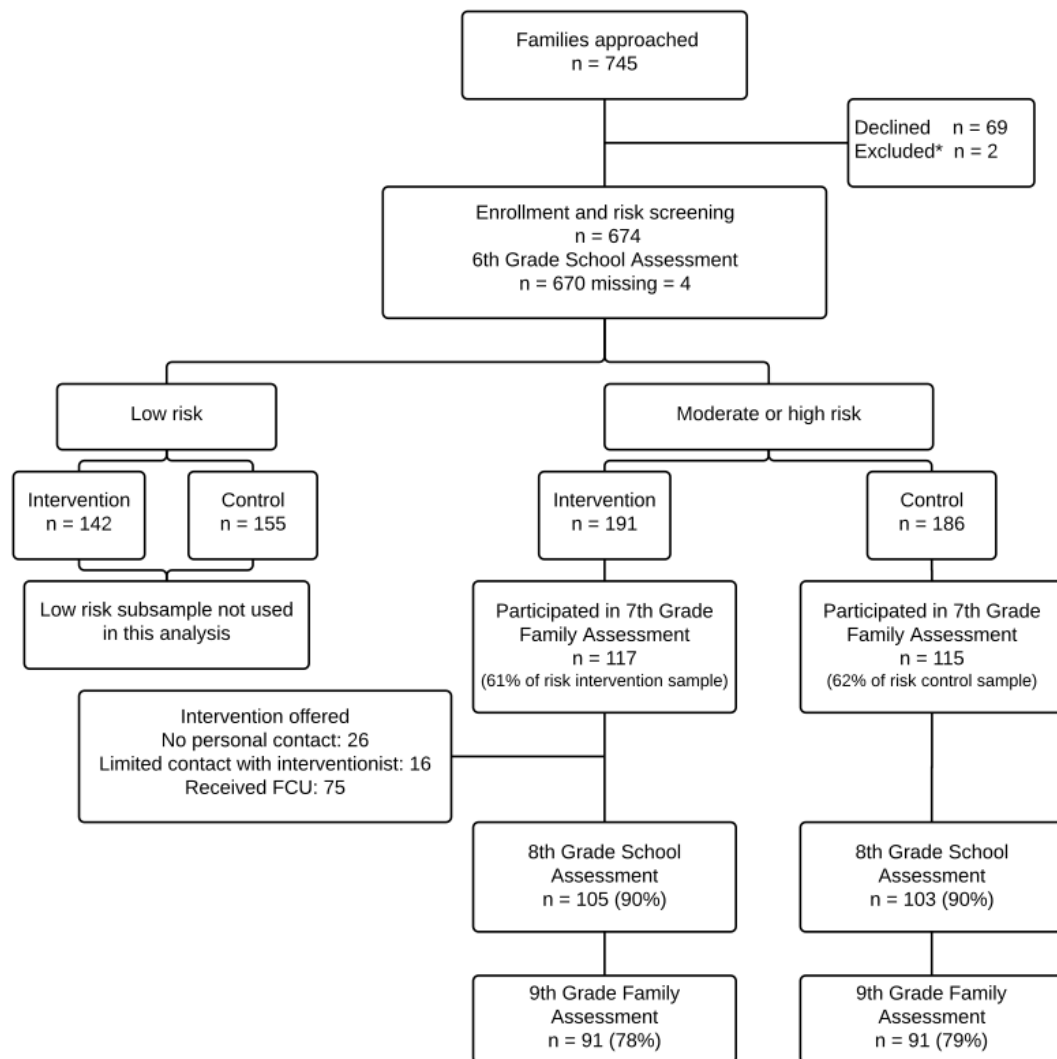 Families approached
n = 745
Declined n = 69
Excluded* n = 2
Enrollment and risk screening
n = 674
6th Grade School Assessment
n = 670 missing = 4
Low risk
Moderate or high risk
Intervention
n = 142
Control
n = 155
Intervention
n = 191
Control
n = 186
Low risk subsample not used
in this analysis
Participated in 7th Grade
Family Assessment
n = 117
(61% of risk intervention sample)
Participated in 7th Grade
Family Assessment
n = 115
(62% of risk control sample)
Intervention offered
No personal contact: 26
Limited contact with interventionist: 16
Received FCU: 75
8th Grade School
Assessment
n = 105 (90%)
8th Grade School
Assessment
n = 103 (90%)
9th Grade Family
Assessment
n = 91 (78%)
9th Grade Family
Assessment
n = 91 (79%)